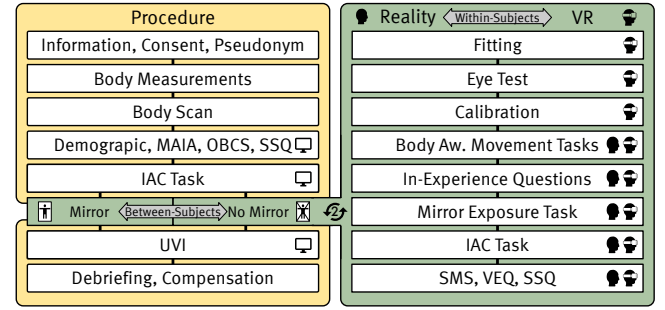 Procedure
Information, Consent, Pseudonym
Body Measurements
Body Scan
Demograpic, MAIA, OBCS, SSQ
IAC Task
Mirror Between-Subjects No Mirror 2
UVI
Debriefing, Compensation
Reality Within-Subjects VR
Fitting
Eye Test
Calibration
Body Aw. Movement Tasks
In-Experience Questions
Mirror Exposure Task
IAC Task
SMS, VEQ, SSQ